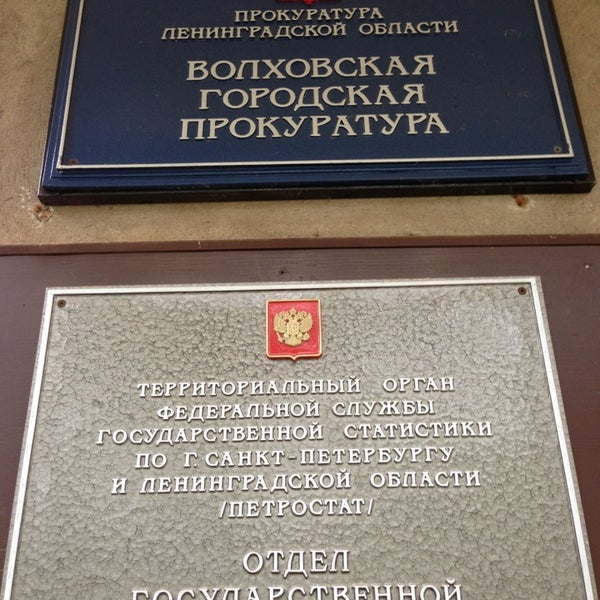 ПРОКУРАТУРА
ЛЕНИНГРАДСКОЙ ОБЛАСТИ
ВОЛХОВСКАЯ
ГОРОДСКАЯ
ПРОКУРАТУРА
ТЕРРИТОРИАЛЬНЫЙ ОРГАН
ФЕДЕРАЛЬНОЙ СЛУЖБЫ
ГОСУДАРСТВЕННОЙ СТАТИСТИКИ
ПО Г. САНКТ-ПЕТЕРБУРГУ
И ЛЕНИНГРАДСКОЙ ОБЛАСТИ
/ПЕТРОСТАТ/
ОТДЕЛ
ГОСУДАРСТВЕННОЙ